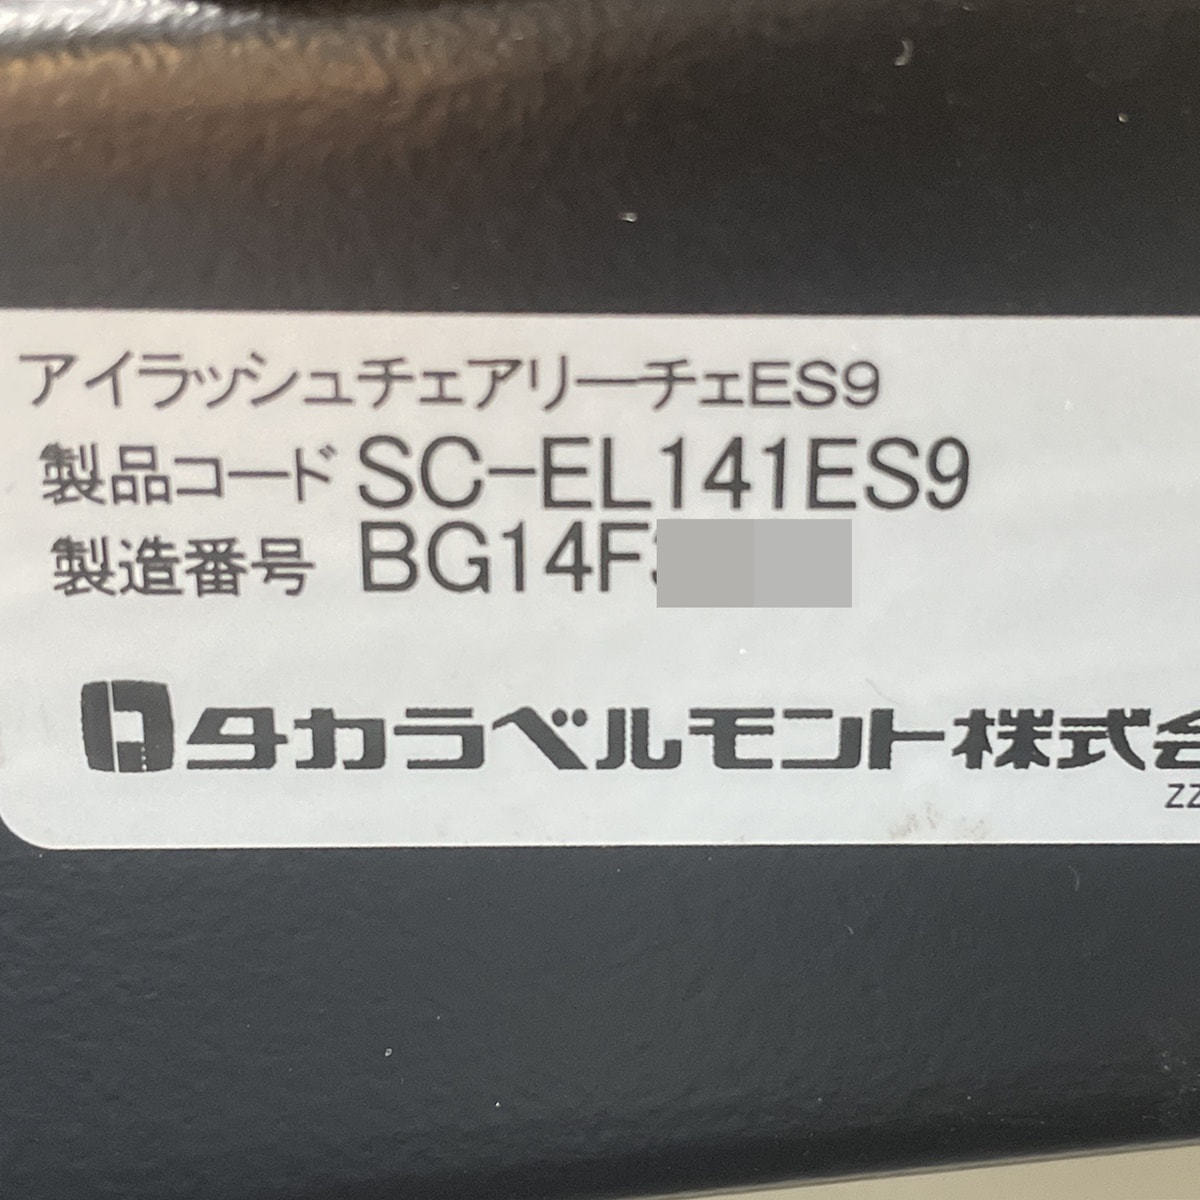 アイラッシュチェアリーチェES9
製品コード SC-EL141ES9
製造番号 BG14F
タカラベルモント株式会
ZZ